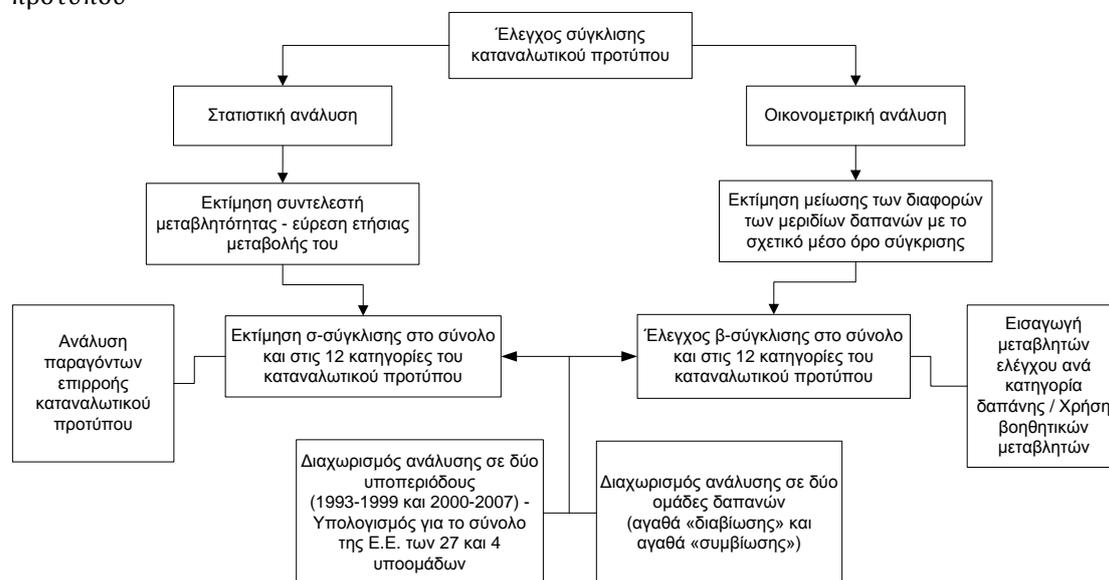 προτύπου
Έλεγχος σύγκλισης
καταναλωτικού προτύπου
Στατιστική ανάλυση
Οικονομετρική ανάλυση
Εκτίμηση συντελεστή
μεταβλητότητας - εύρεση ετήσιας
μεταβολής του
Εκτίμηση μείωσης των διαφορών
των μεριδίων δαπανών με το
σχετικό μέσο όρο σύγκρισης
Ανάλυση
παραγόντων
επιρροής
καταναλωτικού
προτύπου
Εκτίμηση σ-σύγκλισης στο σύνολο
και στις 12 κατηγορίες του
καταναλωτικού προτύπου
Έλεγχος β-σύγκλισης στο σύνολο
και στις 12 κατηγορίες του
καταναλωτικού προτύπου
Εισαγωγή
μεταβλητών
ελέγχου ανά
κατηγορία
δαπάνης / Χρήση
βοηθητικών
μεταβλητών
Διαχωρισμός ανάλυσης σε δύο
υποπεριόδους
(1993-1999 και 2000-2007) -
Υπολογισμός για το σύνολο
της Ε.Ε. των 27 και 4
υποομάδων
Διαχωρισμός ανάλυσης σε δύο
ομάδες δαπανών
(αγαθά «διαβίωσης» και
αγαθά «συμβίωσης»)